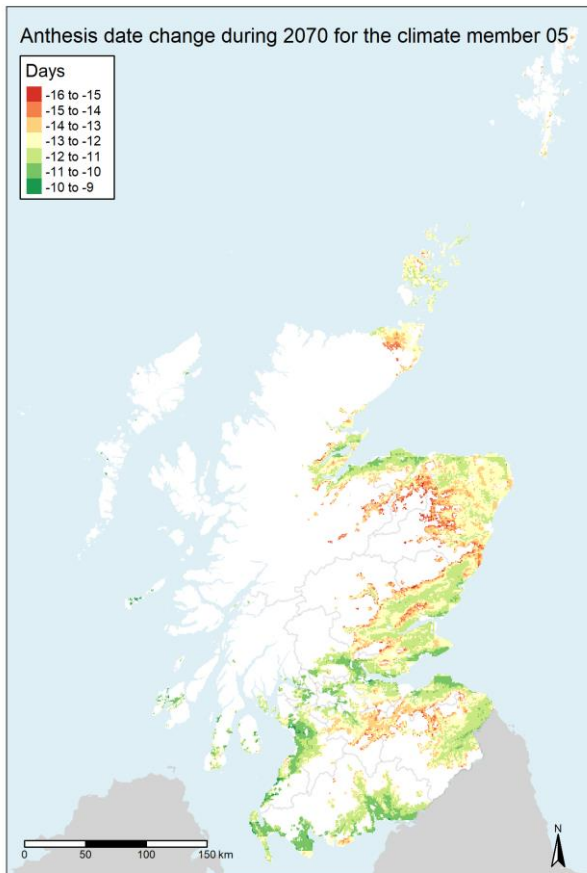 Anthesis date change during 2070 for the climate member 05
Days
-16 to -15
-15 to -14
-14 to -13
-13 to -12
-12 to -11
-11 to -10
-10 to -9
N
0 50 100 150 km